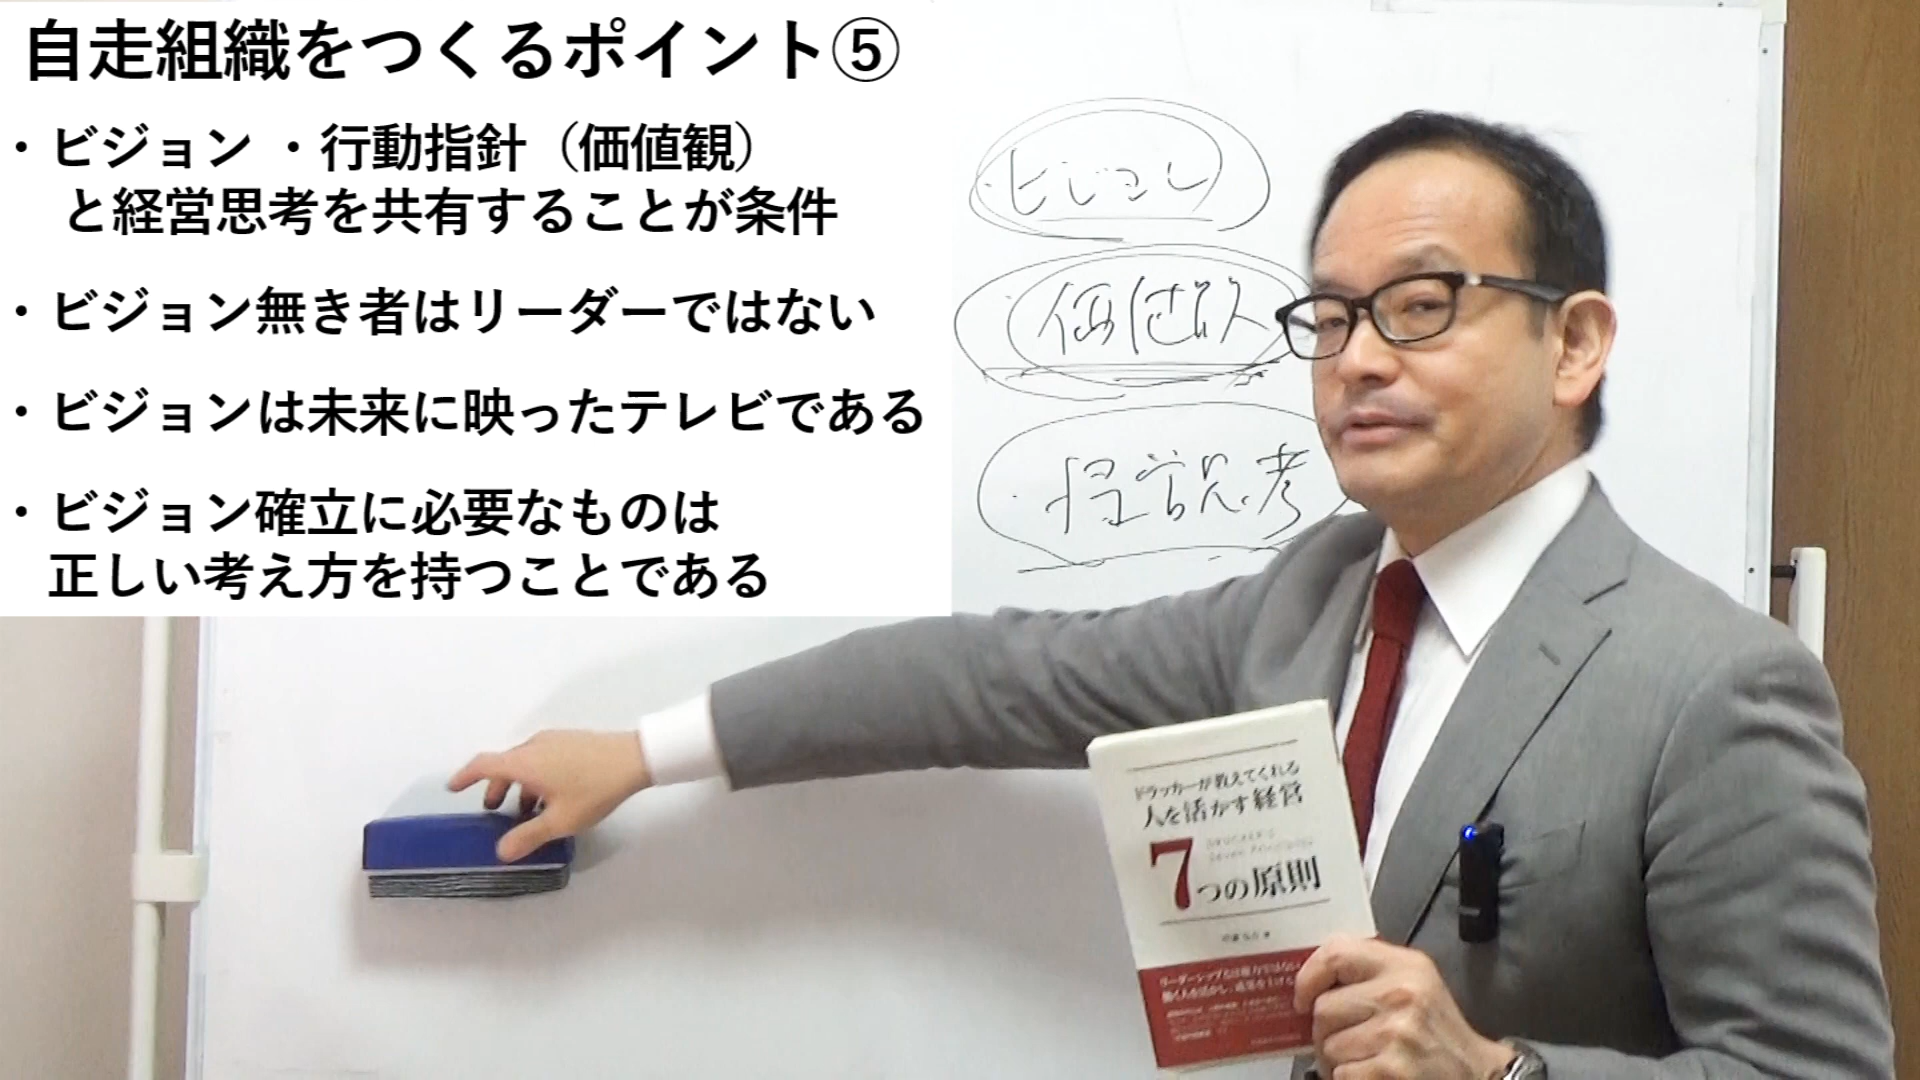 自走組織をつくるポイント⑤
・ビジョン ・行動指針（価値観）
と経営思考を共有することが条件
・ビジョン無き者はリーダーではない
・ビジョンは未来に映ったテレビである
・ビジョン確立に必要なものは
正しい考え方を持つことである
ビジョン
価値観
経営思考
ドラッカーが教えてくれる
人を活かす経営
7つの原則